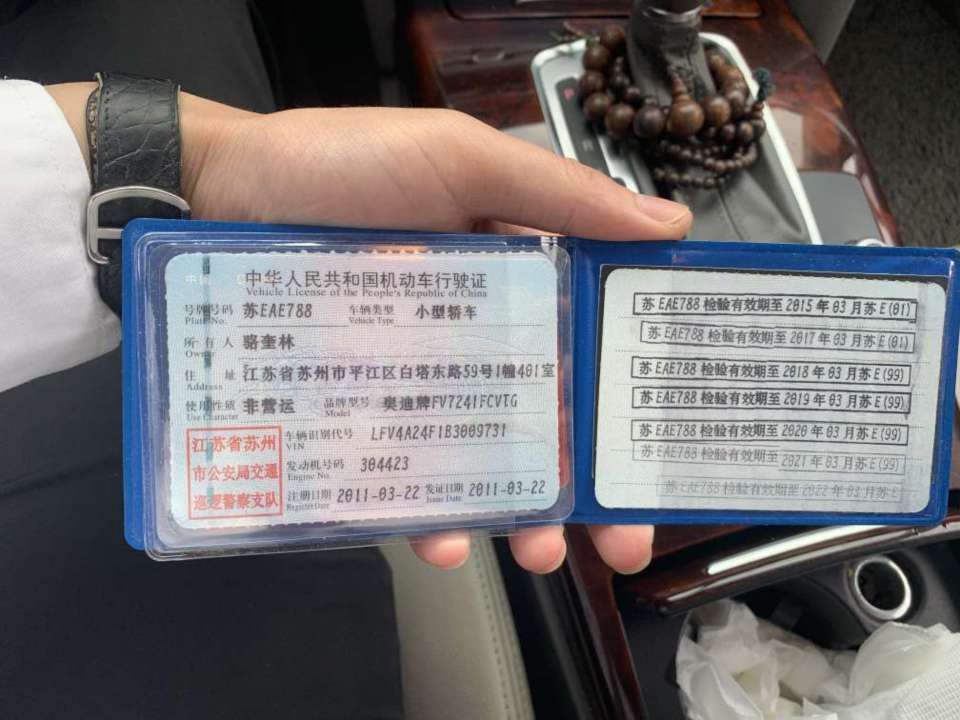 中华人民共和国机动车行驶证
Vehicle License of the People's Republic of China
号牌号码 苏EAE788 车辆类型 小型轿车
Plate No. Vehicle Type
所有人 骆奎林
Owner
住址 江苏省苏州市平江区白塔东路59号1幢401室
Address
使用性质 非营运 品牌型号 奥迪牌FV7241FCVTG
Use Character Model
江苏省苏州
市公安局交通
巡逻警察支队
车辆识别代号 LFV4A24F1B3009731
VIN
发动机号码 304423
Engine No.
注册日期 2011-03-22 发证日期 2011-03-22
Register Date Issue Date
苏EAE788检验有效期至2015年03月苏E(01)
苏EAE788检验有效期至2017年03月苏E(01)
苏EAE788检验有效期至2018年03月苏E(99)
苏EAE788检验有效期至2019年03月苏E(99)
苏EAE788检验有效期至2020年03月苏E(99)
苏EAE788检验有效期至2021年03月苏E(99)
苏EAE788检验有效期至2022年03月苏E